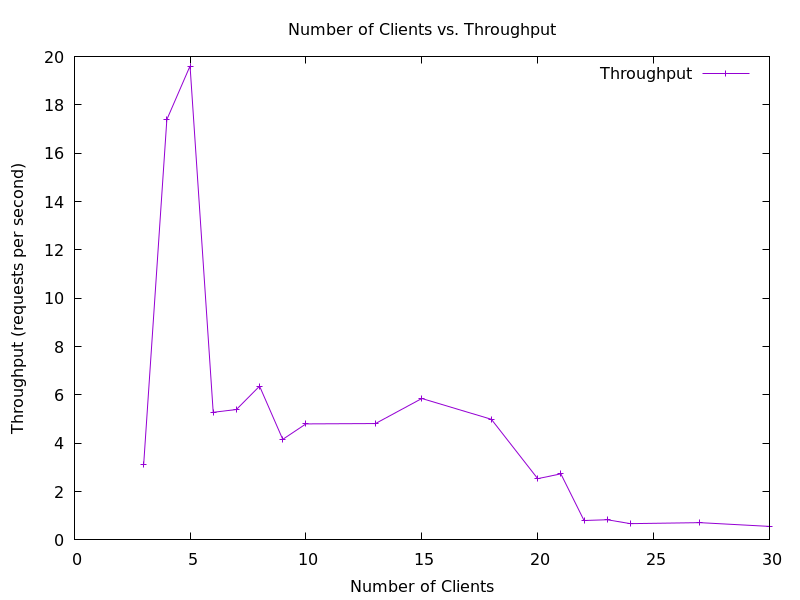 Number of Clients vs. Throughput
Throughput
Throughput (requests per second)
20
18
16
14
12
10
8
6
4
2
0
0 5 10 15 20 25 30
Number of Clients